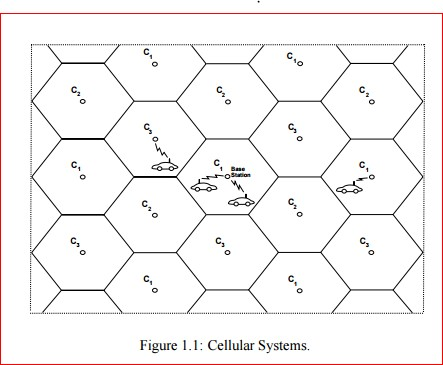 C1 C1
C2 C2 C2
C3 C3
C1 C1 Base Station C1
C2 C2
C3 C3 C3
C1 C1
Figure 1.1: Cellular Systems.